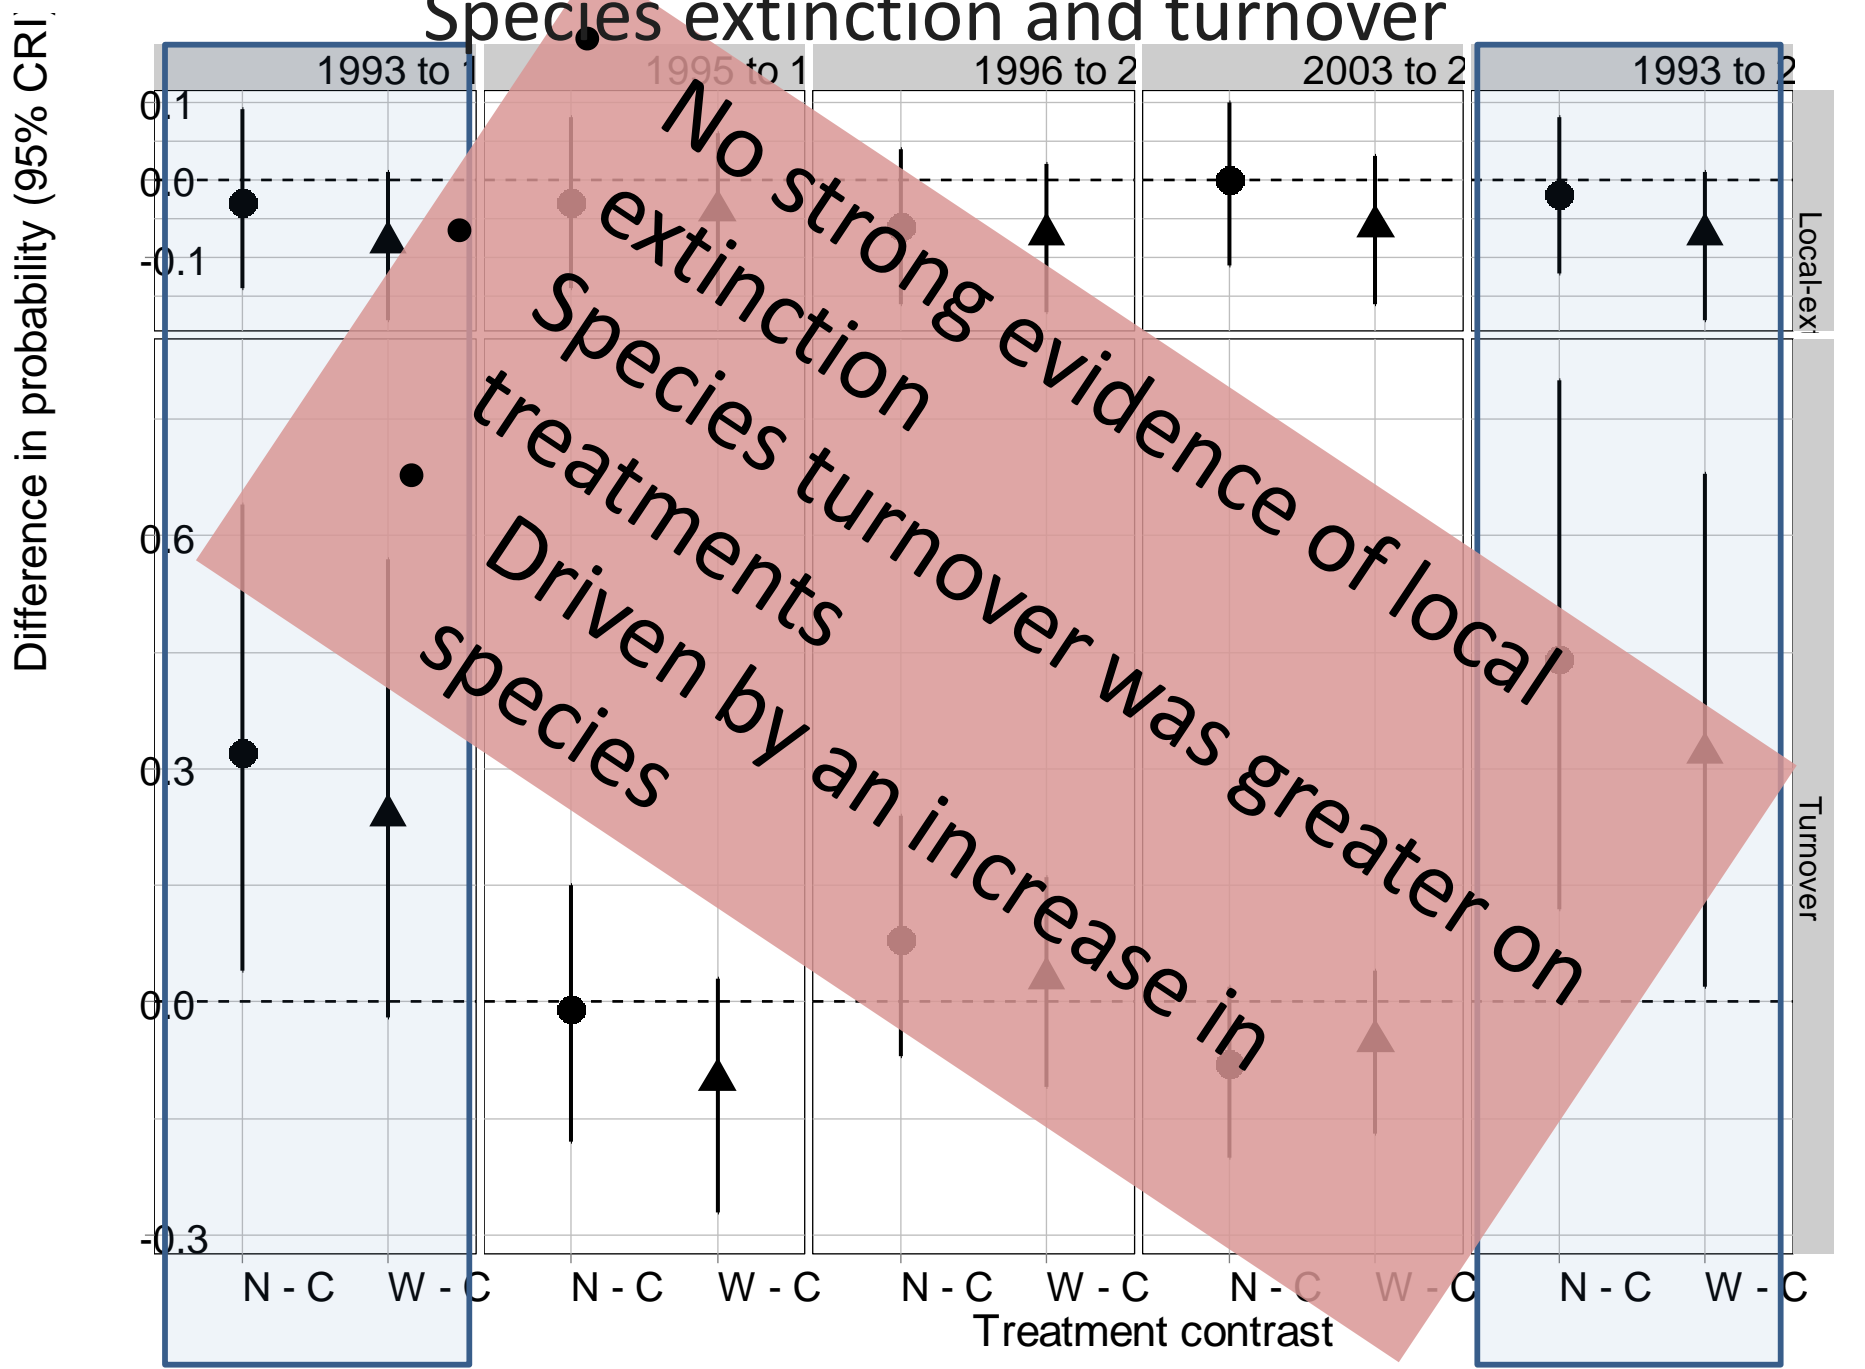 Species extinction and turnover
Difference in probability (95% CRI)
1993 to 1
1995 to 1
1996 to 2
2003 to 2
1993 to 2
0.1
0.0
-0.1
Local-ex
0.6
0.3
0.0
-0.3
Turnover
• No strong evidence of local
extinction
• Species turnover was greater on
treatments
• Driven by an increase in
species
N - C
W - C
N - C
W - C
N - C
W - C
N - C
W - C
N - C
W - C
Treatment contrast